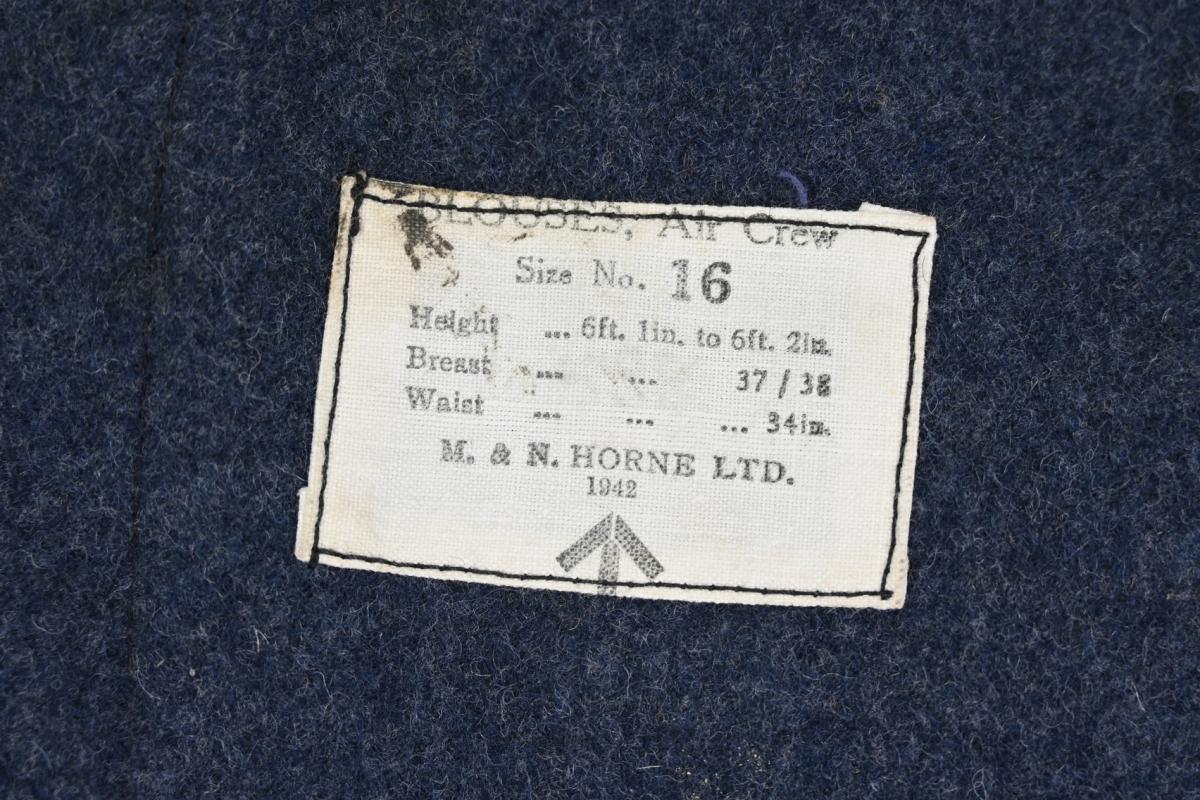 BLOUSES, Air Crew
Size No. 16
Height ... 6ft. 1in. to 6ft. 2in.
Breast ... ... 37 / 38
Waist ... ... ... 34in.
M. & N. HORNE LTD.
1942